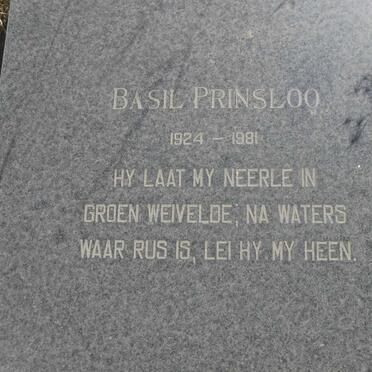 BASIL PRINSLOO
1924 – 1981
HY LAAT MY NEERLE IN
GROEN WEIVELDE; NA WATERS
WAAR RUS IS, LEI HY MY HEEN.